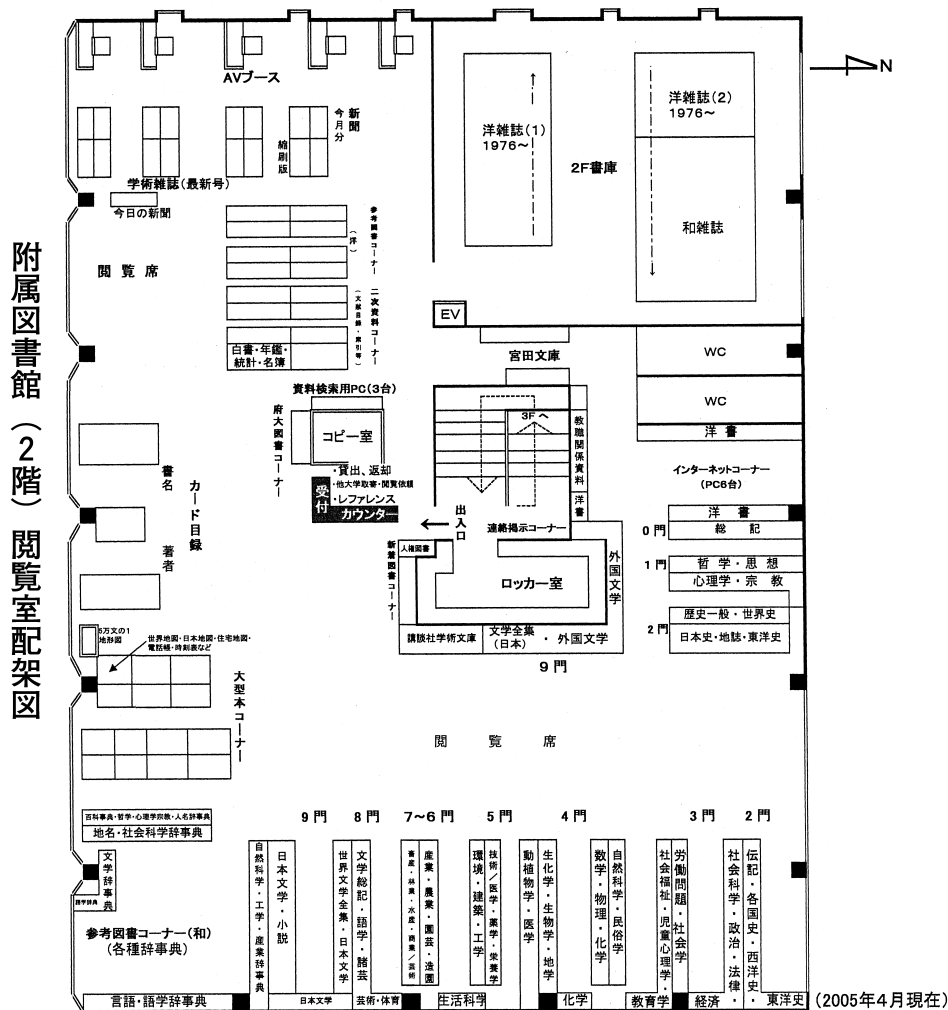 附属図書館（2階）閲覧室配架図
N
AVブース
新聞
今月分
縮刷版
学術雑誌(最新号)
今日の新聞
閲覧席
参考図書コーナー
(洋)
二次資料コーナー
(文献目録・索引等)
白書・年鑑・
統計・名簿
洋雑誌(1)
1976～
洋雑誌(2)
1976～
2F書庫
和雑誌
EV
宮田文庫
WC
WC
洋書
インターネットコーナー
(PC6台)
資料検索用PC(3台)
府大図書コーナー
コピー室
・貸出、返却
・他大学取寄・閲覧依頼
・レファレンス
受付
カウンター
3Fへ
教職関係資料
洋書
出入口
連絡掲示コーナー
新着図書コーナー
人権図書
ロッカー室
外国文学
講談社学術文庫
文学全集
(日本)
・外国文学
9門
0門
洋書
総記
1門
哲学・思想
心理学・宗教
2門
歴史一般・世界史
日本史・地誌・東洋史
書名
カード目録
著者
5万文の1
地形図
世界地図・日本地図・住宅地図・
電話帳・時刻表など
大型本コーナー
閲覧席
百科事典・哲学・心理学宗教・人名辞事典
地名・社会科学辞事典
文学辞事典
語学辞典
参考図書コーナー(和)
(各種辞事典)
言語・語学辞事典
9門
8門
7～6門
5門
4門
3門
2門
自然科学・工学・産業辞事典
日本文学・小説
世界文学全集・日本文学
文学総記・語学・諸芸
畜産・林業・水産・商業／芸術
産業・農業・園芸・造園
環境・建築・工学
技術／医学・薬学・栄養学
動植物学・医学
生化学・生物学・地学
数学・物理・化学
自然科学・民俗学
社会福祉・児童心理学・
労働問題・社会学
社会科学・政治・法律・
伝記・各国史・西洋史・
日本文学
芸術・体育
生活科学
化学
教育学
経済
東洋史
(2005年4月現在)